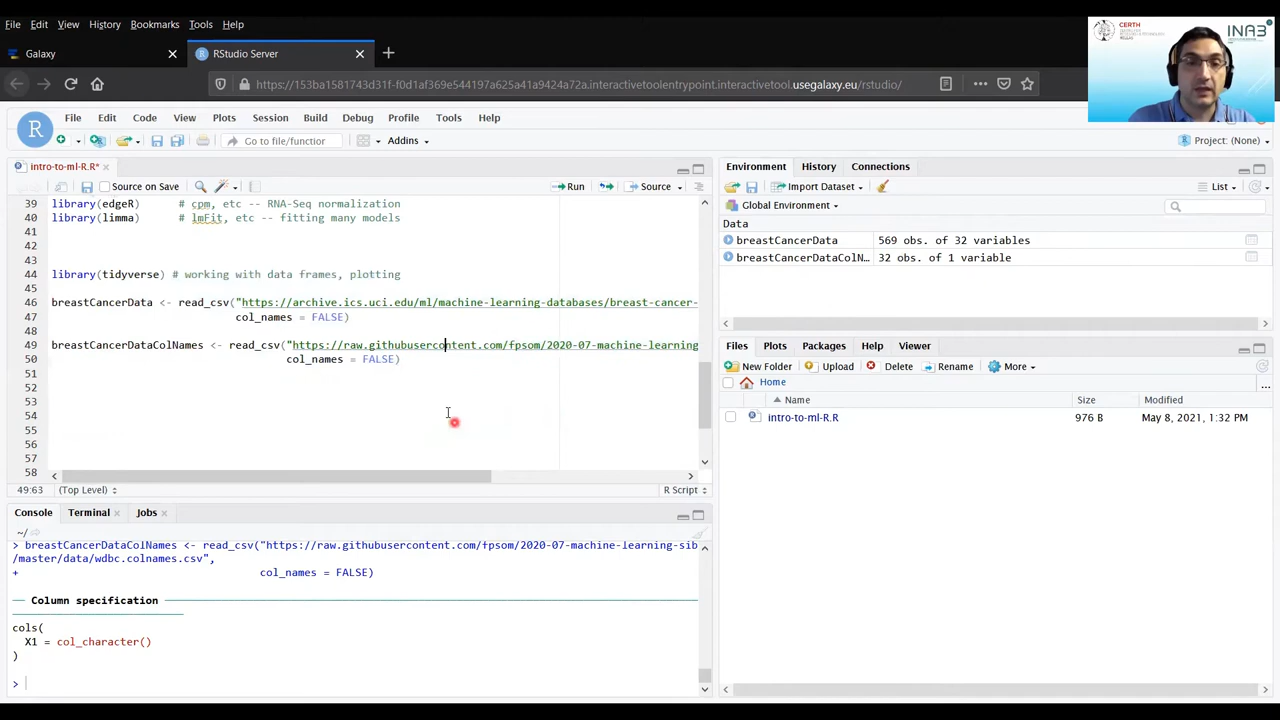 File Edit View History Bookmarks Tools Help
CERTH
INAB
Galaxy
RStudio Server
https://153ba1581743d31f-f0d1af369e544197a625a41a9424a72a.interactivetoolentrypoint.interactivetool.usegalaxy.eu/rstudio/
File Edit Code View Plots Session Build Debug Profile Tools Help
Go to file/function
Addins
Project: (None)
intro-to-ml-R.R*
Source on Save
Run
Source
39 library(edgeR) # cpm, etc -- RNA-Seq normalization
40 library(limma) # lmFit, etc -- fitting many models
41
42
43
44 library(tidyverse) # working with data frames, plotting
45
46 breastCancerData <- read_csv("https://archive.ics.uci.edu/ml/machine-learning-databases/breast-cancer-
47 col_names = FALSE)
48
49 breastCancerDataColNames <- read_csv("https://raw.githubusercontent.com/fpsom/2020-07-machine-learning
50 col_names = FALSE)
51
52
53
54
55
56
57
58
49:63 (Top Level) R Script
Console Terminal Jobs
~/
> breastCancerDataColNames <- read_csv("https://raw.githubusercontent.com/fpsom/2020-07-machine-learning-sib
/master/data/wdbc.colnames.csv",
+ col_names = FALSE)
── Column specification ──
cols(
X1 = col_character()
)
>
Environment History Connections
Import Dataset
List
Global Environment
Data
breastCancerData 569 obs. of 32 variables
breastCancerDataColN… 32 obs. of 1 variable
Files Plots Packages Help Viewer
New Folder Upload Delete Rename More
Home
Name Size Modified
intro-to-ml-R.R 976 B May 8, 2021, 1:32 PM